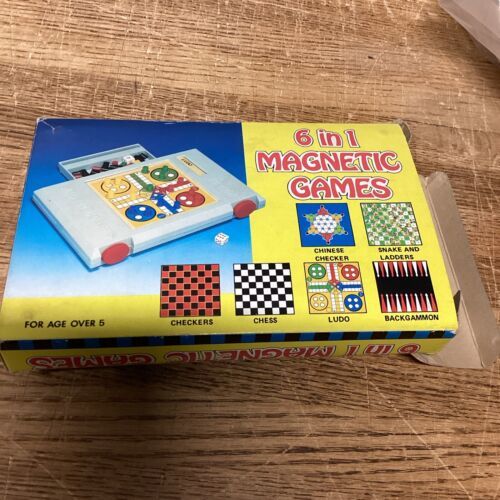 6 in 1
MAGNETIC
GAMES
CHINESE
CHECKER
SNAKE AND
LADDERS
CHECKERS
CHESS
LUDO
BACKGAMMON
FOR AGE OVER 5
6 in 1 MAGNETIC GAMES